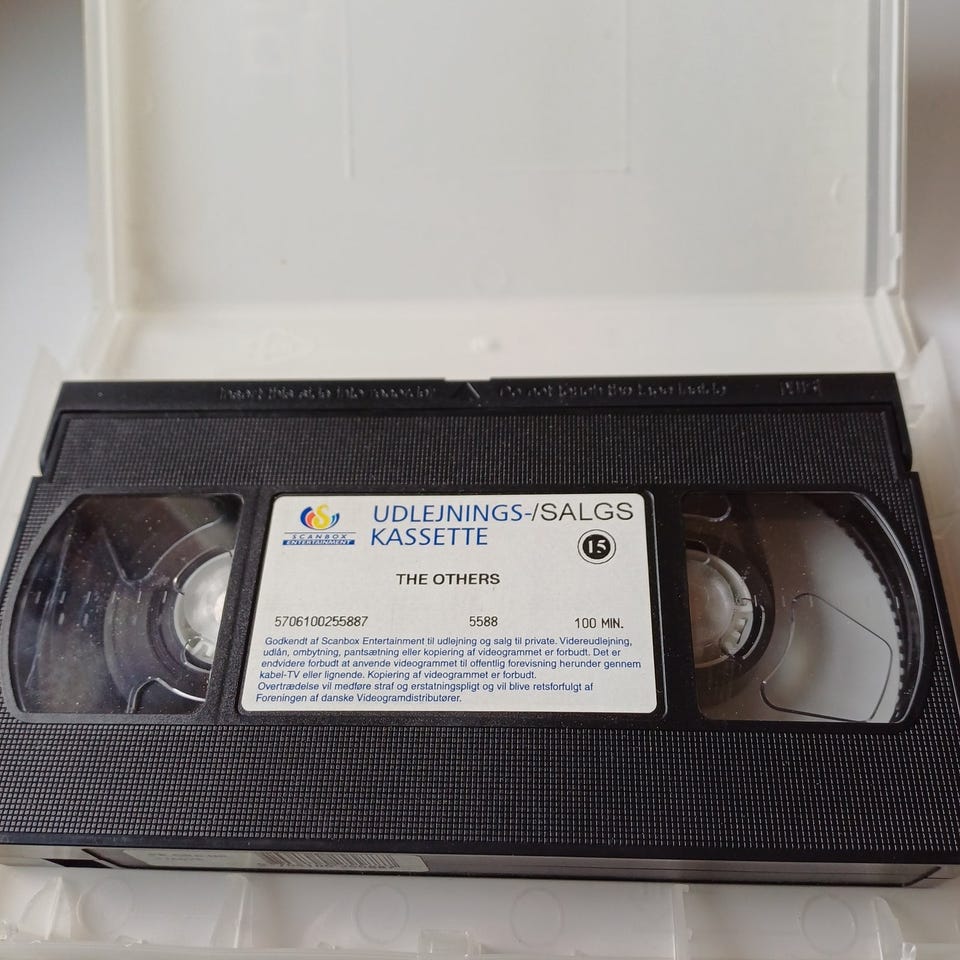 Insert this side into recorder
Do not touch the tape inside
SCANBOX
ENTERTAINMENT
UDLEJNINGS-/SALGS
KASSETTE
15
THE OTHERS
5706100255887 5588 100 MIN.
Godkendt af Scanbox Entertainment til udlejning og salg til private. Videreudlejning,
udlån, ombytning, pantsætning eller kopiering af videogrammet er forbudt. Det er
endvidere forbudt at anvende videogrammet til offentlig forevisning herunder gennem
kabel-TV eller lignende. Kopiering af videogrammet er forbudt.
Overtrædelse vil medføre straf og erstatningspligt og vil blive retsforfulgt af
Foreningen af danske Videogramdistributører.